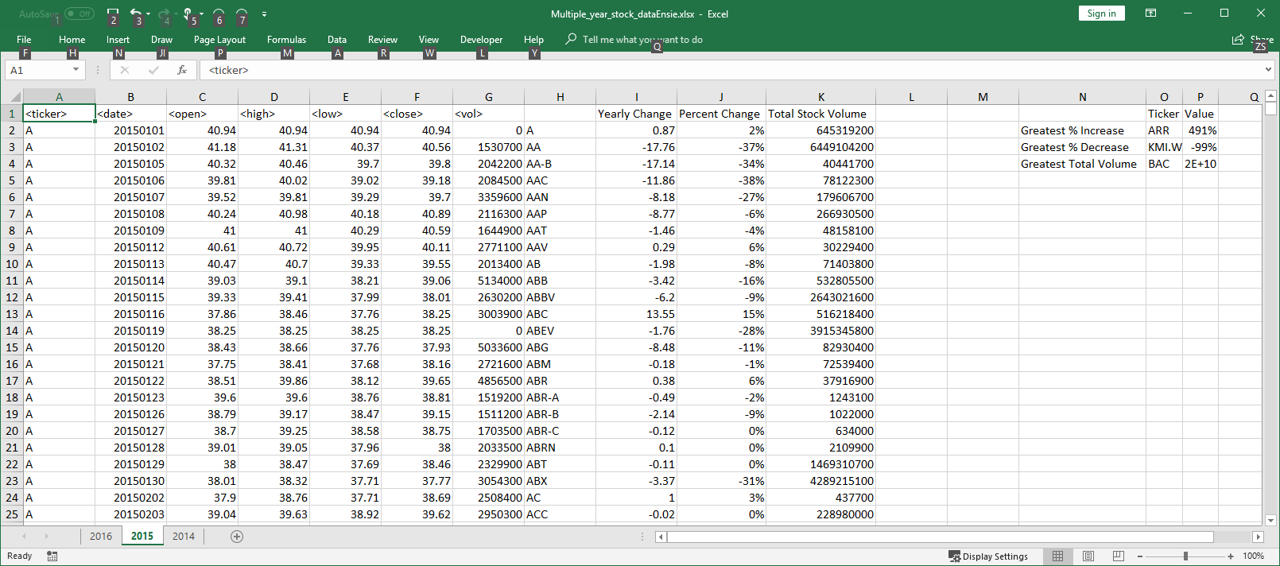 AutoSave Off Multiple_year_stock_dataEnsie.xlsx - Excel Sign in
1 2 3 4 5 6 7
File Home Insert Draw Page Layout Formulas Data Review View Developer Help Tell me what you want to do Share
F H N JI P M A R W L Y Q ZS
A1 fx <ticker>
A B C D E F G H I J K L M N O P Q
1 <ticker> <date> <open> <high> <low> <close> <vol> Yearly Change Percent Change Total Stock Volume Ticker Value
2 A 20150101 40.94 40.94 40.94 40.94 0 A 0.87 2% 645319200 Greatest % Increase ARR 491%
3 A 20150102 41.18 41.31 40.37 40.56 1530700 AA -17.76 -37% 6449104200 Greatest % Decrease KMI.W -99%
4 A 20150105 40.32 40.46 39.7 39.8 2042200 AA-B -17.14 -34% 40441700 Greatest Total Volume BAC 2E+10
5 A 20150106 39.81 40.02 39.02 39.18 2084500 AAC -11.86 -38% 78122300
6 A 20150107 39.52 39.81 39.29 39.7 3359600 AAN -8.18 -27% 179606700
7 A 20150108 40.24 40.98 40.18 40.89 2116300 AAP -8.77 -6% 266930500
8 A 20150109 41 41 40.29 40.59 1644900 AAT -1.46 -4% 48158100
9 A 20150112 40.61 40.72 39.95 40.11 2771100 AAV 0.29 6% 30229400
10 A 20150113 40.47 40.7 39.33 39.55 2013400 AB -1.98 -8% 71403800
11 A 20150114 39.03 39.1 38.21 39.06 5134000 ABB -3.42 -16% 532805500
12 A 20150115 39.33 39.41 37.99 38.01 2630200 ABBV -6.2 -9% 2643021600
13 A 20150116 37.86 38.46 37.76 38.25 3003900 ABC 13.55 15% 516218400
14 A 20150119 38.25 38.25 38.25 38.25 0 ABEV -1.76 -28% 3915345800
15 A 20150120 38.43 38.66 37.76 37.93 5033600 ABG -8.48 -11% 82930400
16 A 20150121 37.75 38.41 37.68 38.16 2721600 ABM -0.18 -1% 72539400
17 A 20150122 38.51 39.86 38.12 39.65 4856500 ABR 0.38 6% 37916900
18 A 20150123 39.6 39.6 38.76 38.81 1519200 ABR-A -0.49 -2% 1243100
19 A 20150126 38.79 39.17 38.47 39.15 1511200 ABR-B -2.14 -9% 1022000
20 A 20150127 38.7 39.25 38.58 38.75 1703500 ABR-C -0.12 0% 634000
21 A 20150128 39.01 39.05 37.96 38 2033500 ABRN 0.1 0% 2109900
22 A 20150129 38 38.47 37.69 38.46 2329900 ABT -0.11 0% 1469310700
23 A 20150130 38.01 38.32 37.71 37.77 3054300 ABX -3.37 -31% 4289215100
24 A 20150202 37.9 38.76 37.71 38.69 2508400 AC 1 3% 437700
25 A 20150203 39.04 39.63 38.92 39.62 2950300 ACC -0.02 0% 228980000
2016 2015 2014
Ready Display Settings 100%